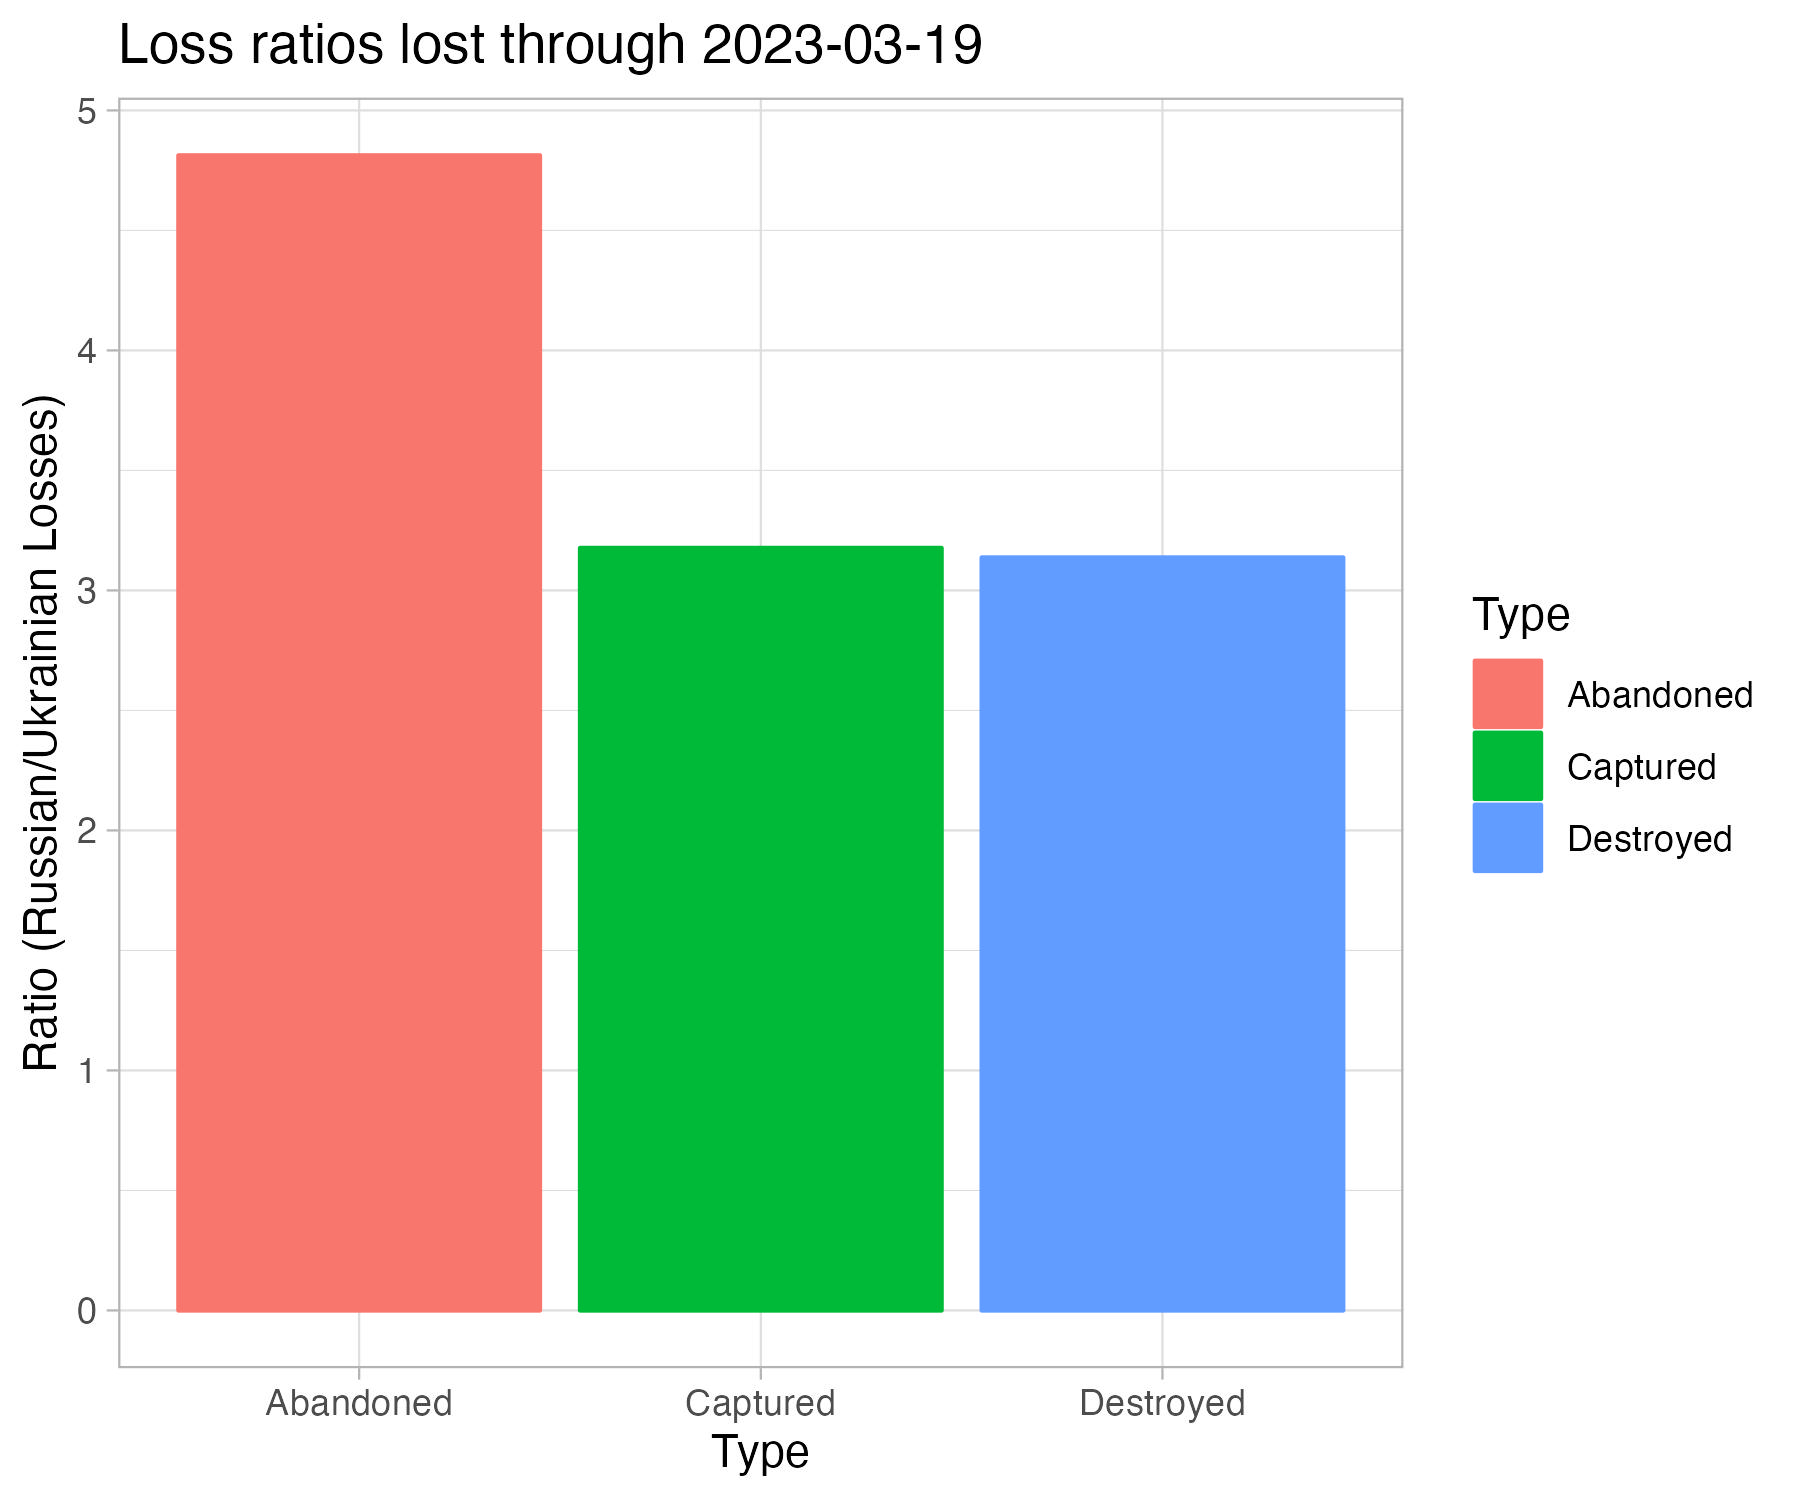 Loss ratios lost through 2023-03-19
Ratio (Russian/Ukrainian Losses)
5
4
3
2
1
0
Abandoned
Captured
Destroyed
Type
Type
Abandoned
Captured
Destroyed